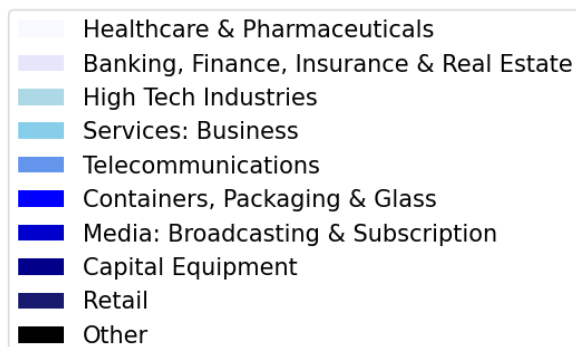 Healthcare & Pharmaceuticals
Banking, Finance, Insurance & Real Estate
High Tech Industries
Services: Business
Telecommunications
Containers, Packaging & Glass
Media: Broadcasting & Subscription
Capital Equipment
Retail
Other